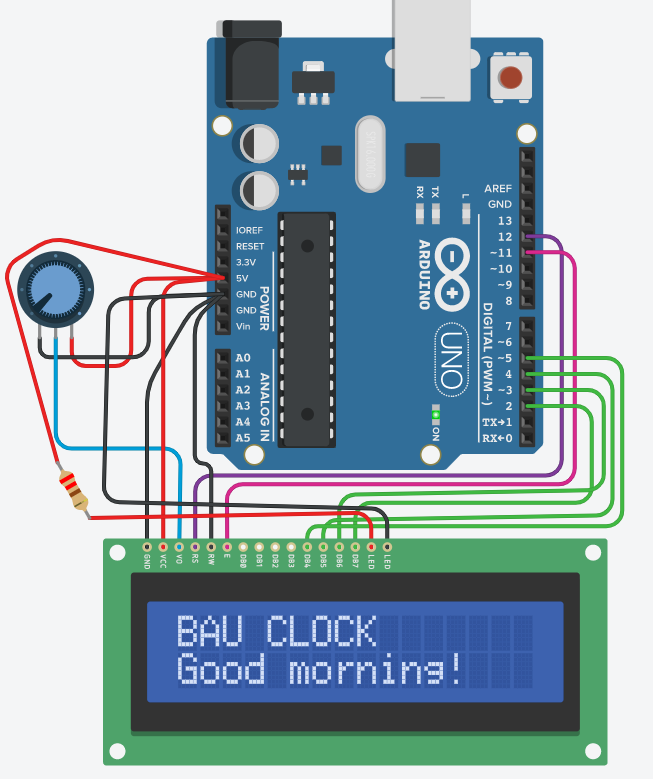 RX
TX
L
AREF
GND
13
12
~11
~10
~9
8
7
~6
~5
4
~3
2
TX→1
RX←0
DIGITAL (PWM~)
IOREF
RESET
3.3V
5V
GND
GND
Vin
POWER
A0
A1
A2
A3
A4
A5
ANALOG IN
ARDUINO
UNO
ON
GND
VCC
VO
RS
RW
E
DB0
DB1
DB2
DB3
DB4
DB5
DB6
DB7
LED
LED
BAU CLOCK
Good morning!